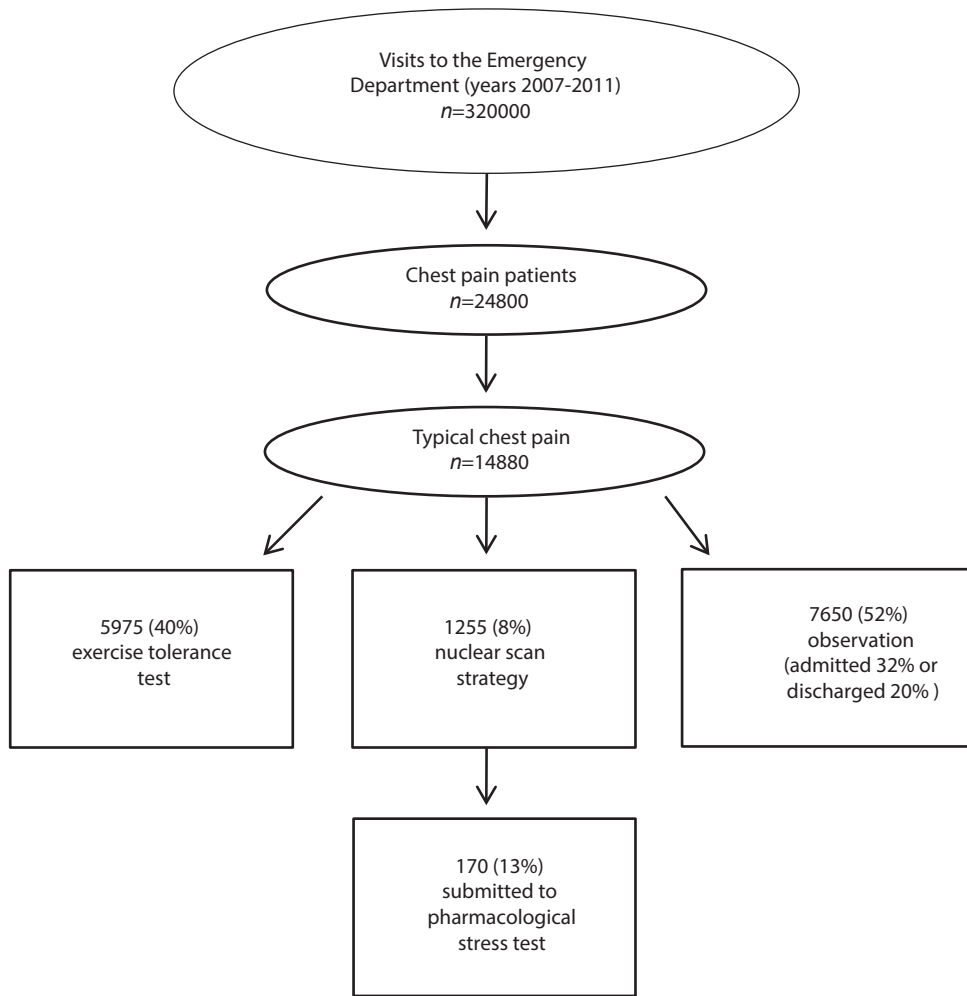 Visits to the Emergency
Department (years 2007-2011)
n=320000
Chest pain patients
n=24800
Typical chest pain
n=14880
5975 (40%)
exercise tolerance
test
1255 (8%)
nuclear scan
strategy
7650 (52%)
observation
(admitted 32% or
discharged 20% )
170 (13%)
submitted to
pharmacological
stress test